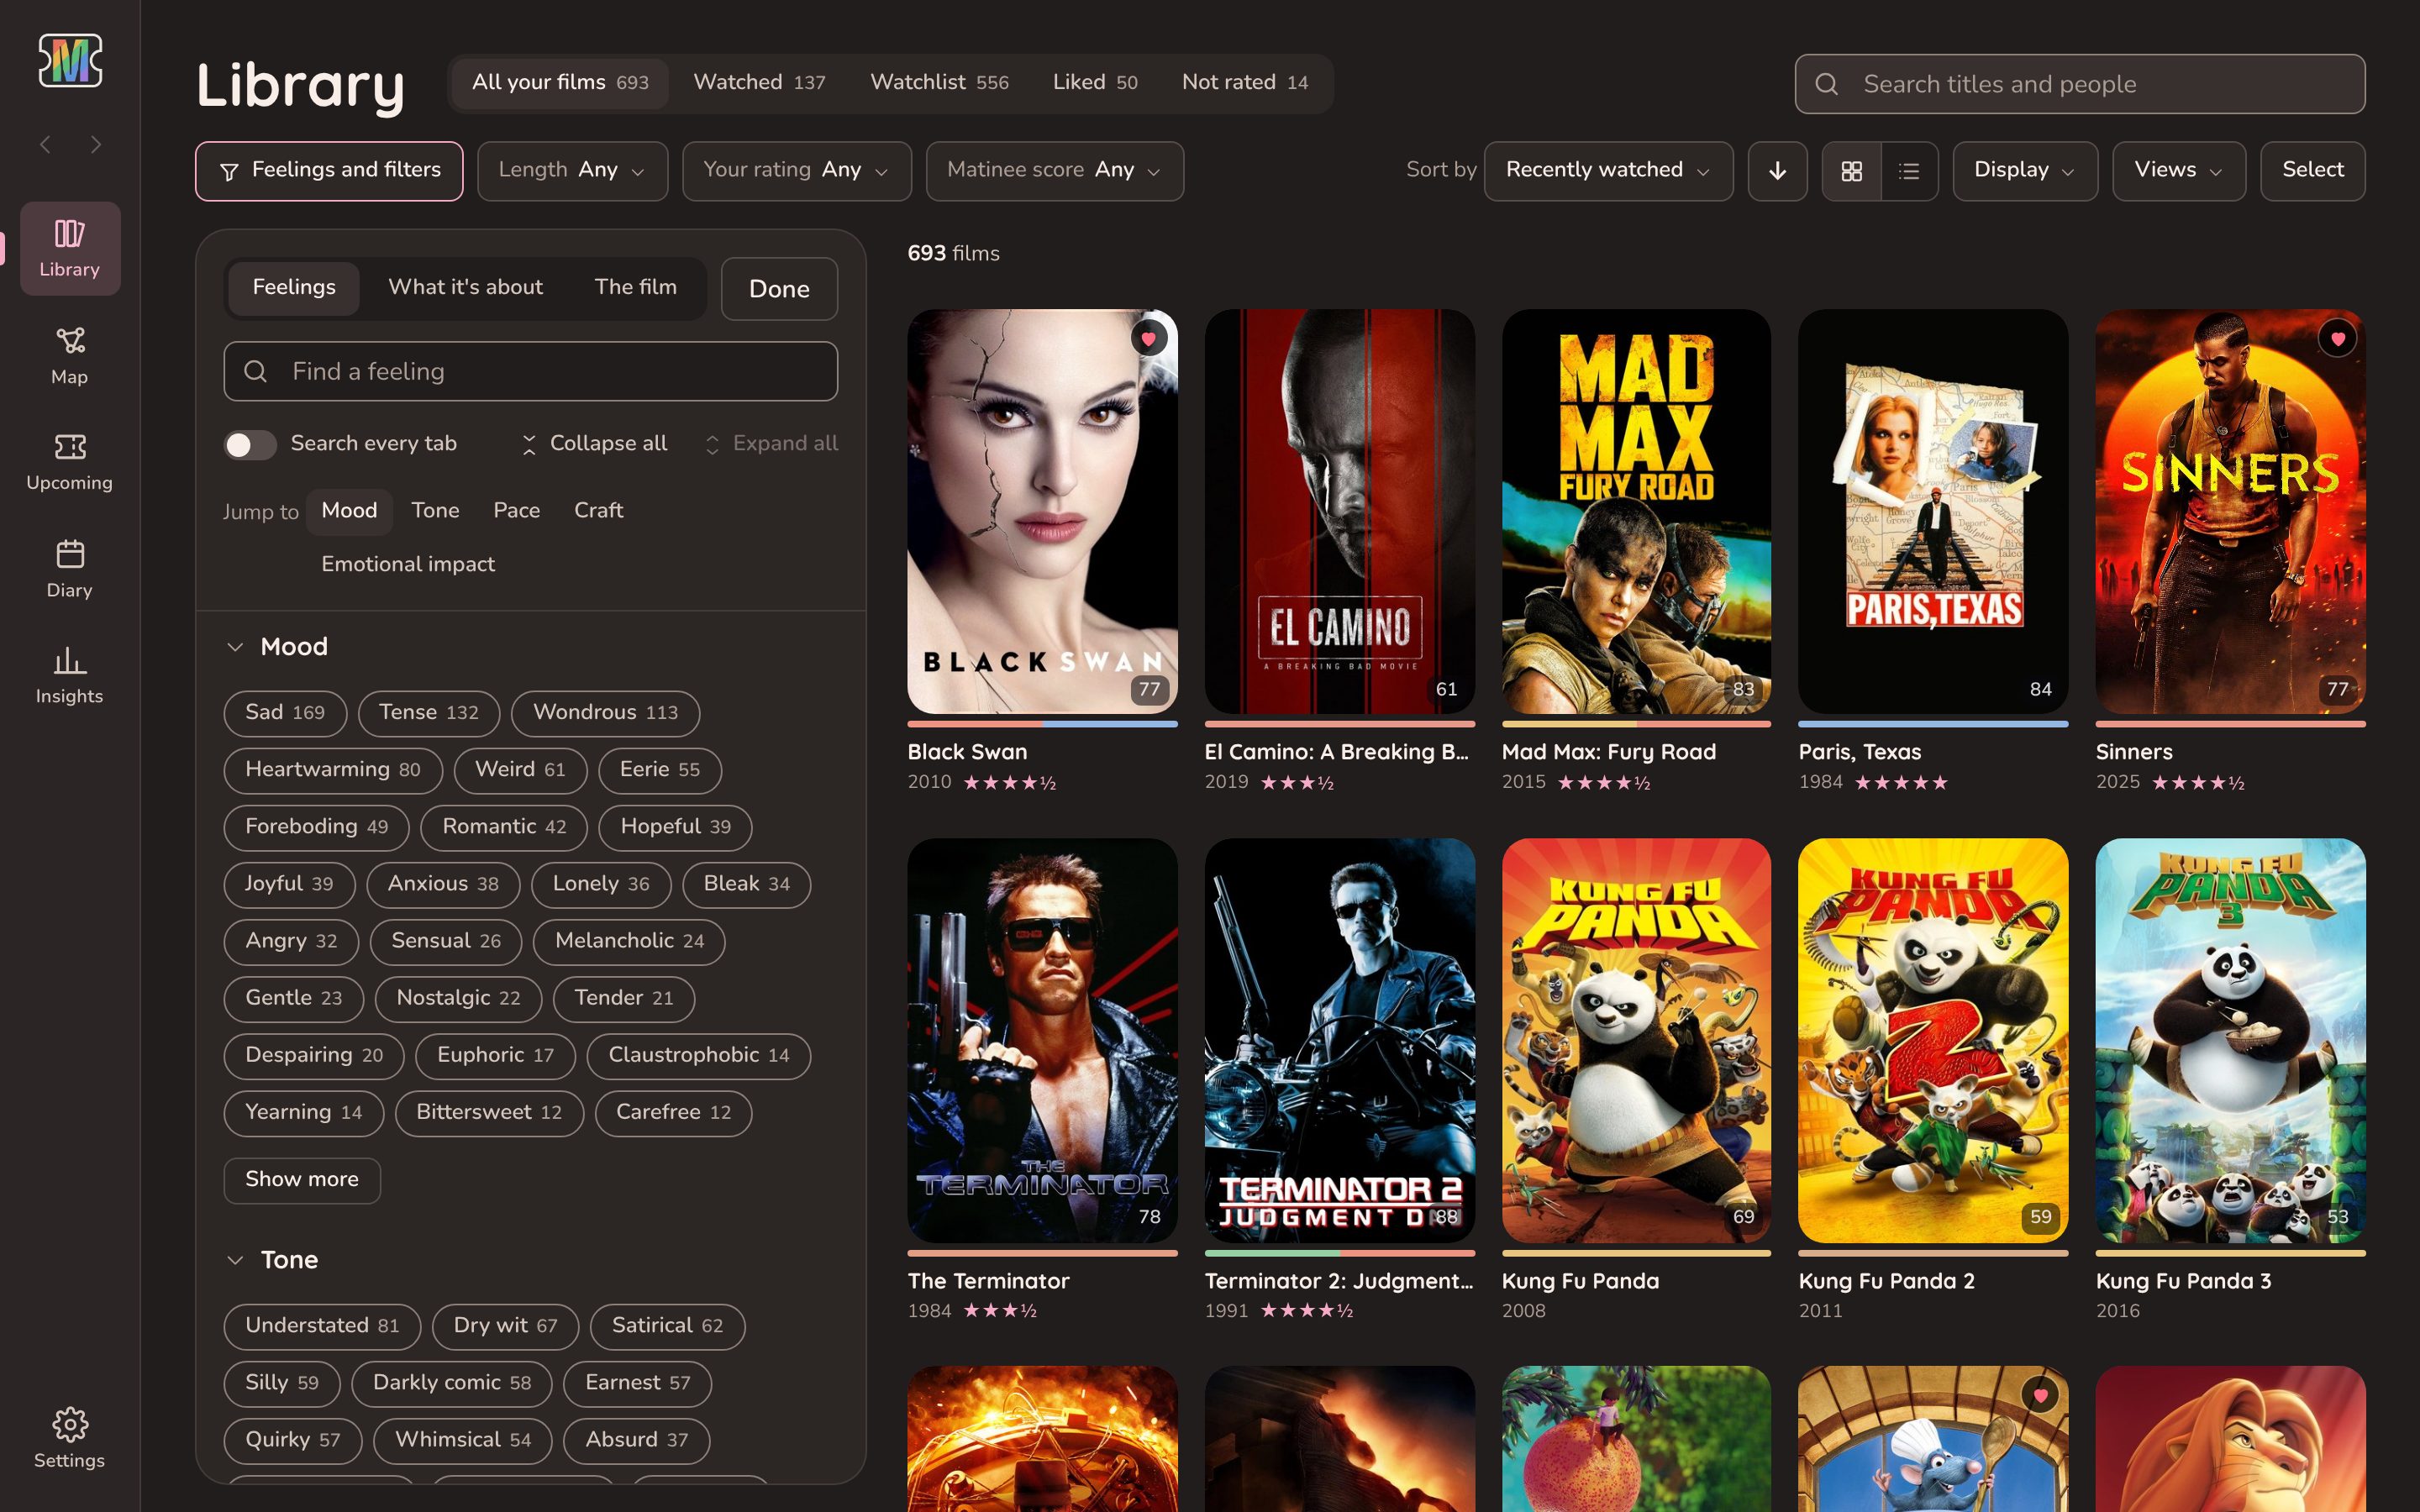 M
Library
All your films 693 Watched 137 Watchlist 556 Liked 50 Not rated 14
Search titles and people
Feelings and filters
Length Any
Your rating Any
Matinee score Any
Sort by Recently watched
Display
Views
Select
Library
Map
Upcoming
Diary
Insights
Settings
Feelings What it's about The film
Done
Find a feeling
Search every tab
Collapse all
Expand all
Jump to Mood Tone Pace Craft
Emotional impact
Mood
Sad 169 Tense 132 Wondrous 113
Heartwarming 80 Weird 61 Eerie 55
Foreboding 49 Romantic 42 Hopeful 39
Joyful 39 Anxious 38 Lonely 36 Bleak 34
Angry 32 Sensual 26 Melancholic 24
Gentle 23 Nostalgic 22 Tender 21
Despairing 20 Euphoric 17 Claustrophobic 14
Yearning 14 Bittersweet 12 Carefree 12
Show more
Tone
Understated 81 Dry wit 67 Satirical 62
Silly 59 Darkly comic 58 Earnest 57
Quirky 57 Whimsical 54 Absurd 37
693 films
BLACK SWAN
77
Black Swan
2010 ★★★★½
EL CAMINO
A BREAKING BAD MOVIE
61
El Camino: A Breaking B...
2019 ★★★½
MAD
MAX
FURY ROAD
83
Mad Max: Fury Road
2015 ★★★★½
PARIS,TEXAS
84
Paris, Texas
1984 ★★★★★
SINNERS
77
Sinners
2025 ★★★★½
THE
TERMINATOR
78
The Terminator
1984 ★★★½
TERMINATOR 2
JUDGMENT D
88
Terminator 2: Judgment...
1991 ★★★★½
KUNG FU
PANDA
69
Kung Fu Panda
2008
KUNG FU
PANDA
2
59
Kung Fu Panda 2
2011
KUNG FU
PANDA
3
53
Kung Fu Panda 3
2016